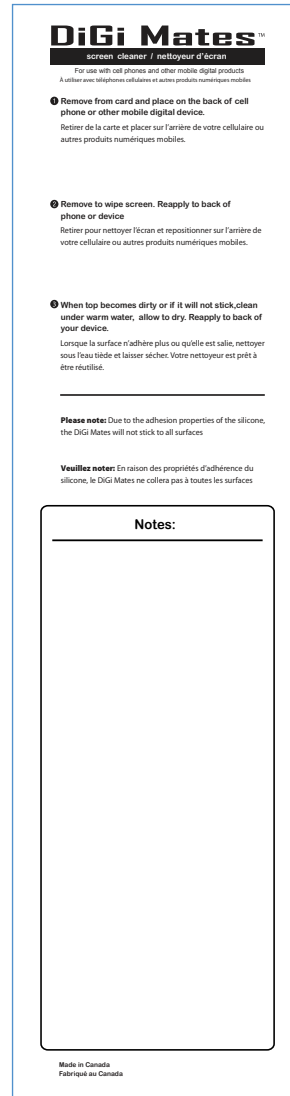 DiGi Mates™
screen cleaner / nettoyeur d'écran
For use with cell phones and other mobile digital products
À utiliser avec téléphones cellulaires et autres produits numériques mobiles
❶ Remove from card and place on the back of cell
phone or other mobile digital device.
Retirer de la carte et placer sur l'arrière de votre cellulaire ou
autres produits numériques mobiles.
❷ Remove to wipe screen. Reapply to back of
phone or device
Retirer pour nettoyer l'écran et repositionner sur l'arrière de
votre cellulaire ou autres produits numériques mobiles.
❸ When top becomes dirty or if it will not stick,clean
under warm water, allow to dry. Reapply to back of
your device.
Lorsque la surface n'adhère plus ou qu'elle est salie, nettoyer
sous l'eau tiède et laisser sécher. Votre nettoyeur est prêt à
être réutilisé.
Please note: Due to the adhesion properties of the silicone,
the DiGi Mates will not stick to all surfaces
Veuillez noter: En raison des propriétés d'adhérence du
silicone, le DiGi Mates ne collera pas à toutes les surfaces
Notes:
Made in Canada
Fabriqué au Canada